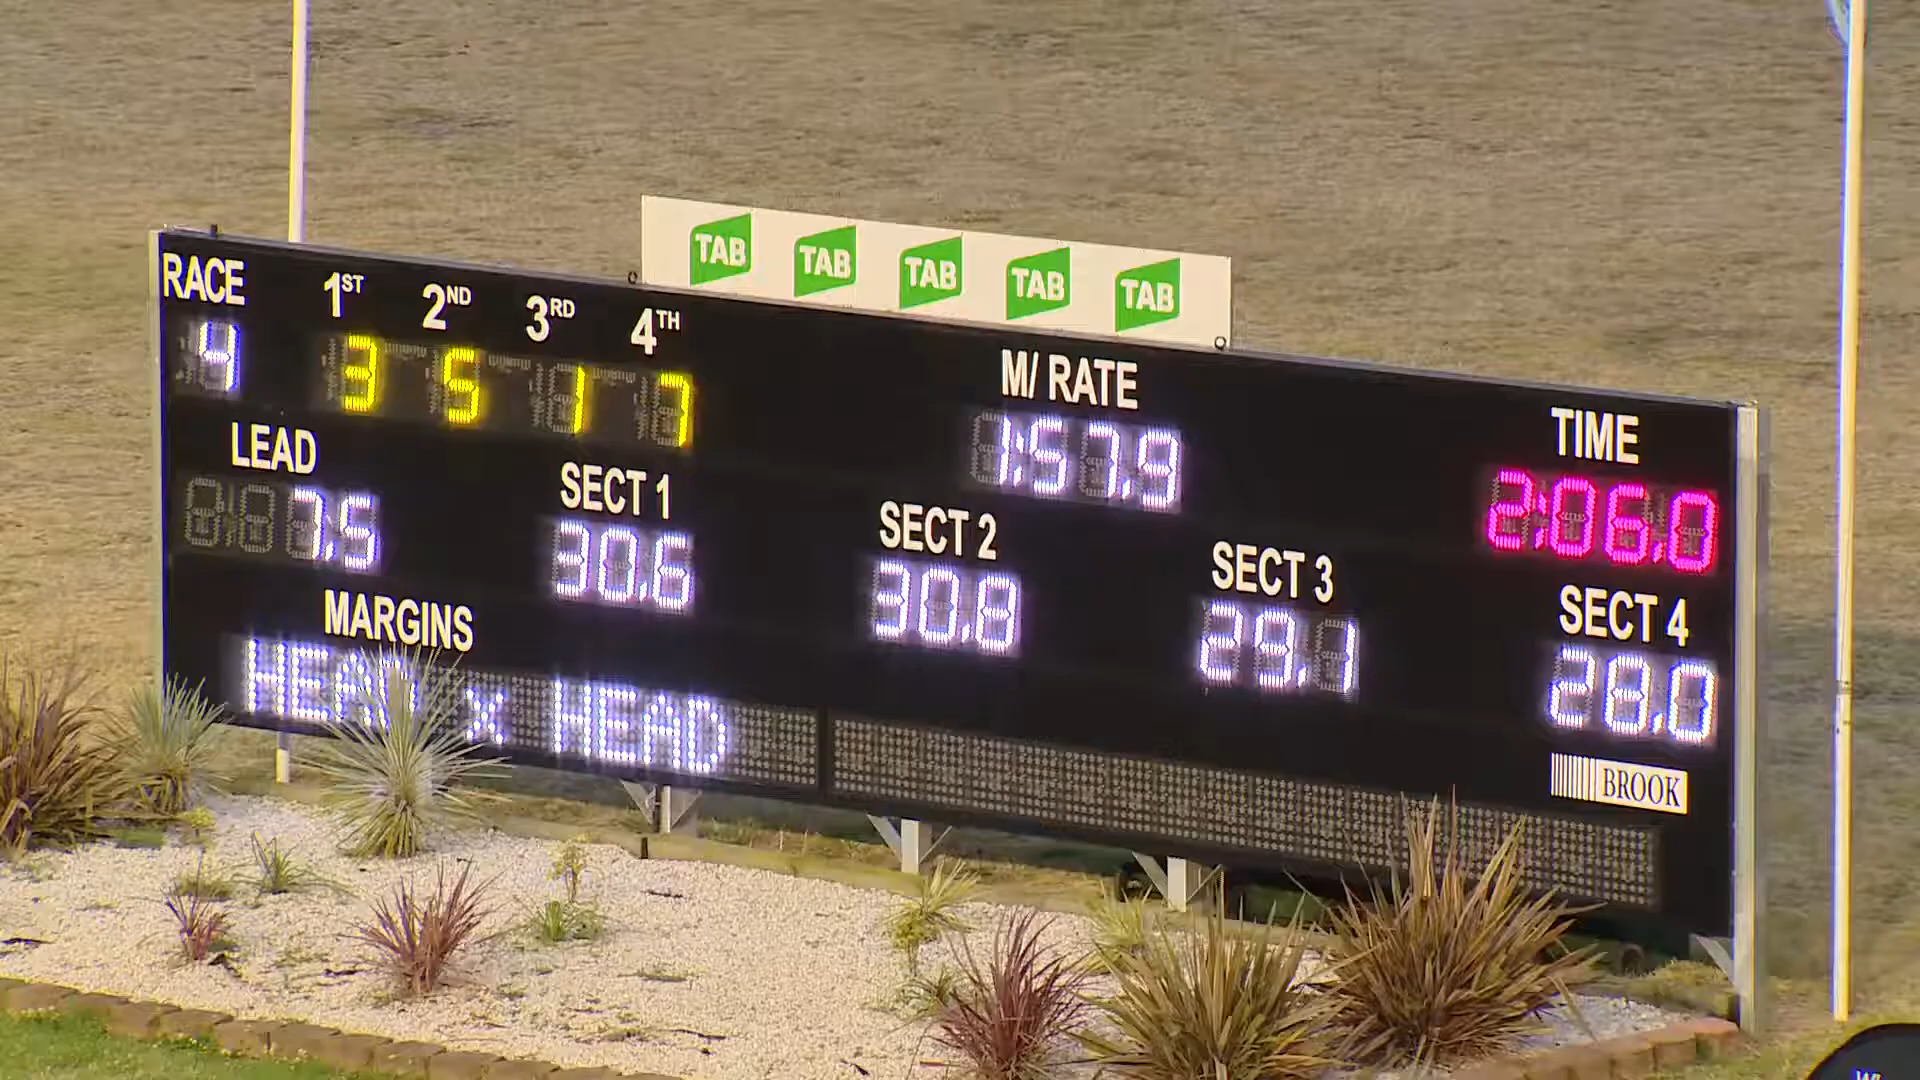 TAB TAB TAB TAB TAB
RACE 1ST 2ND 3RD 4TH
4 3 5 1 7
M/ RATE
1:57.9
TIME
2:06.0
LEAD
7.5
SECT 1
30.6
SECT 2
30.8
SECT 3
29.1
SECT 4
28.0
MARGINS
HEAD x HEAD
BROOK